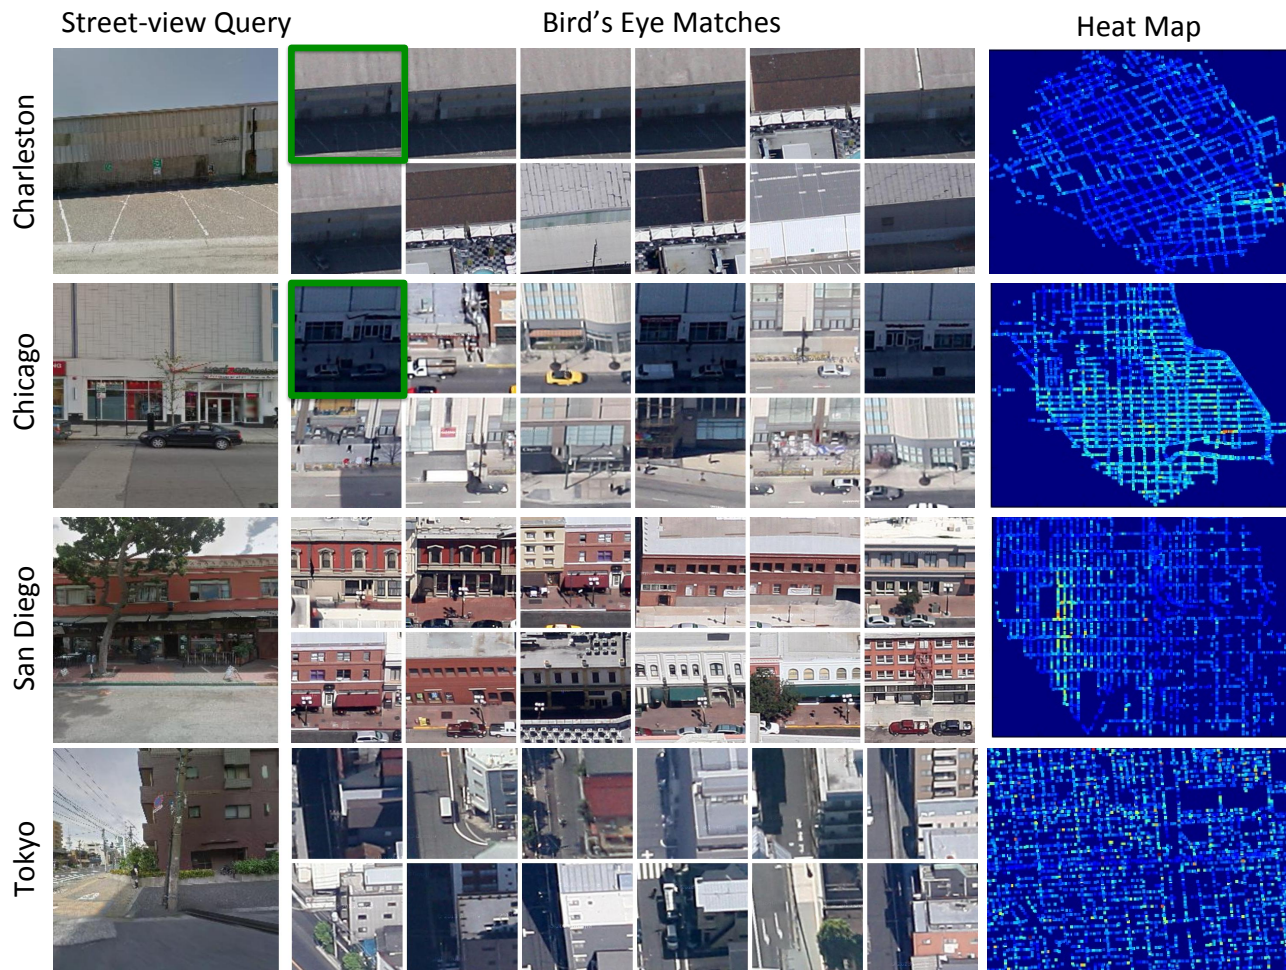 Street-view Query
Bird's Eye Matches
Heat Map
Charleston
Chicago
San Diego
Tokyo